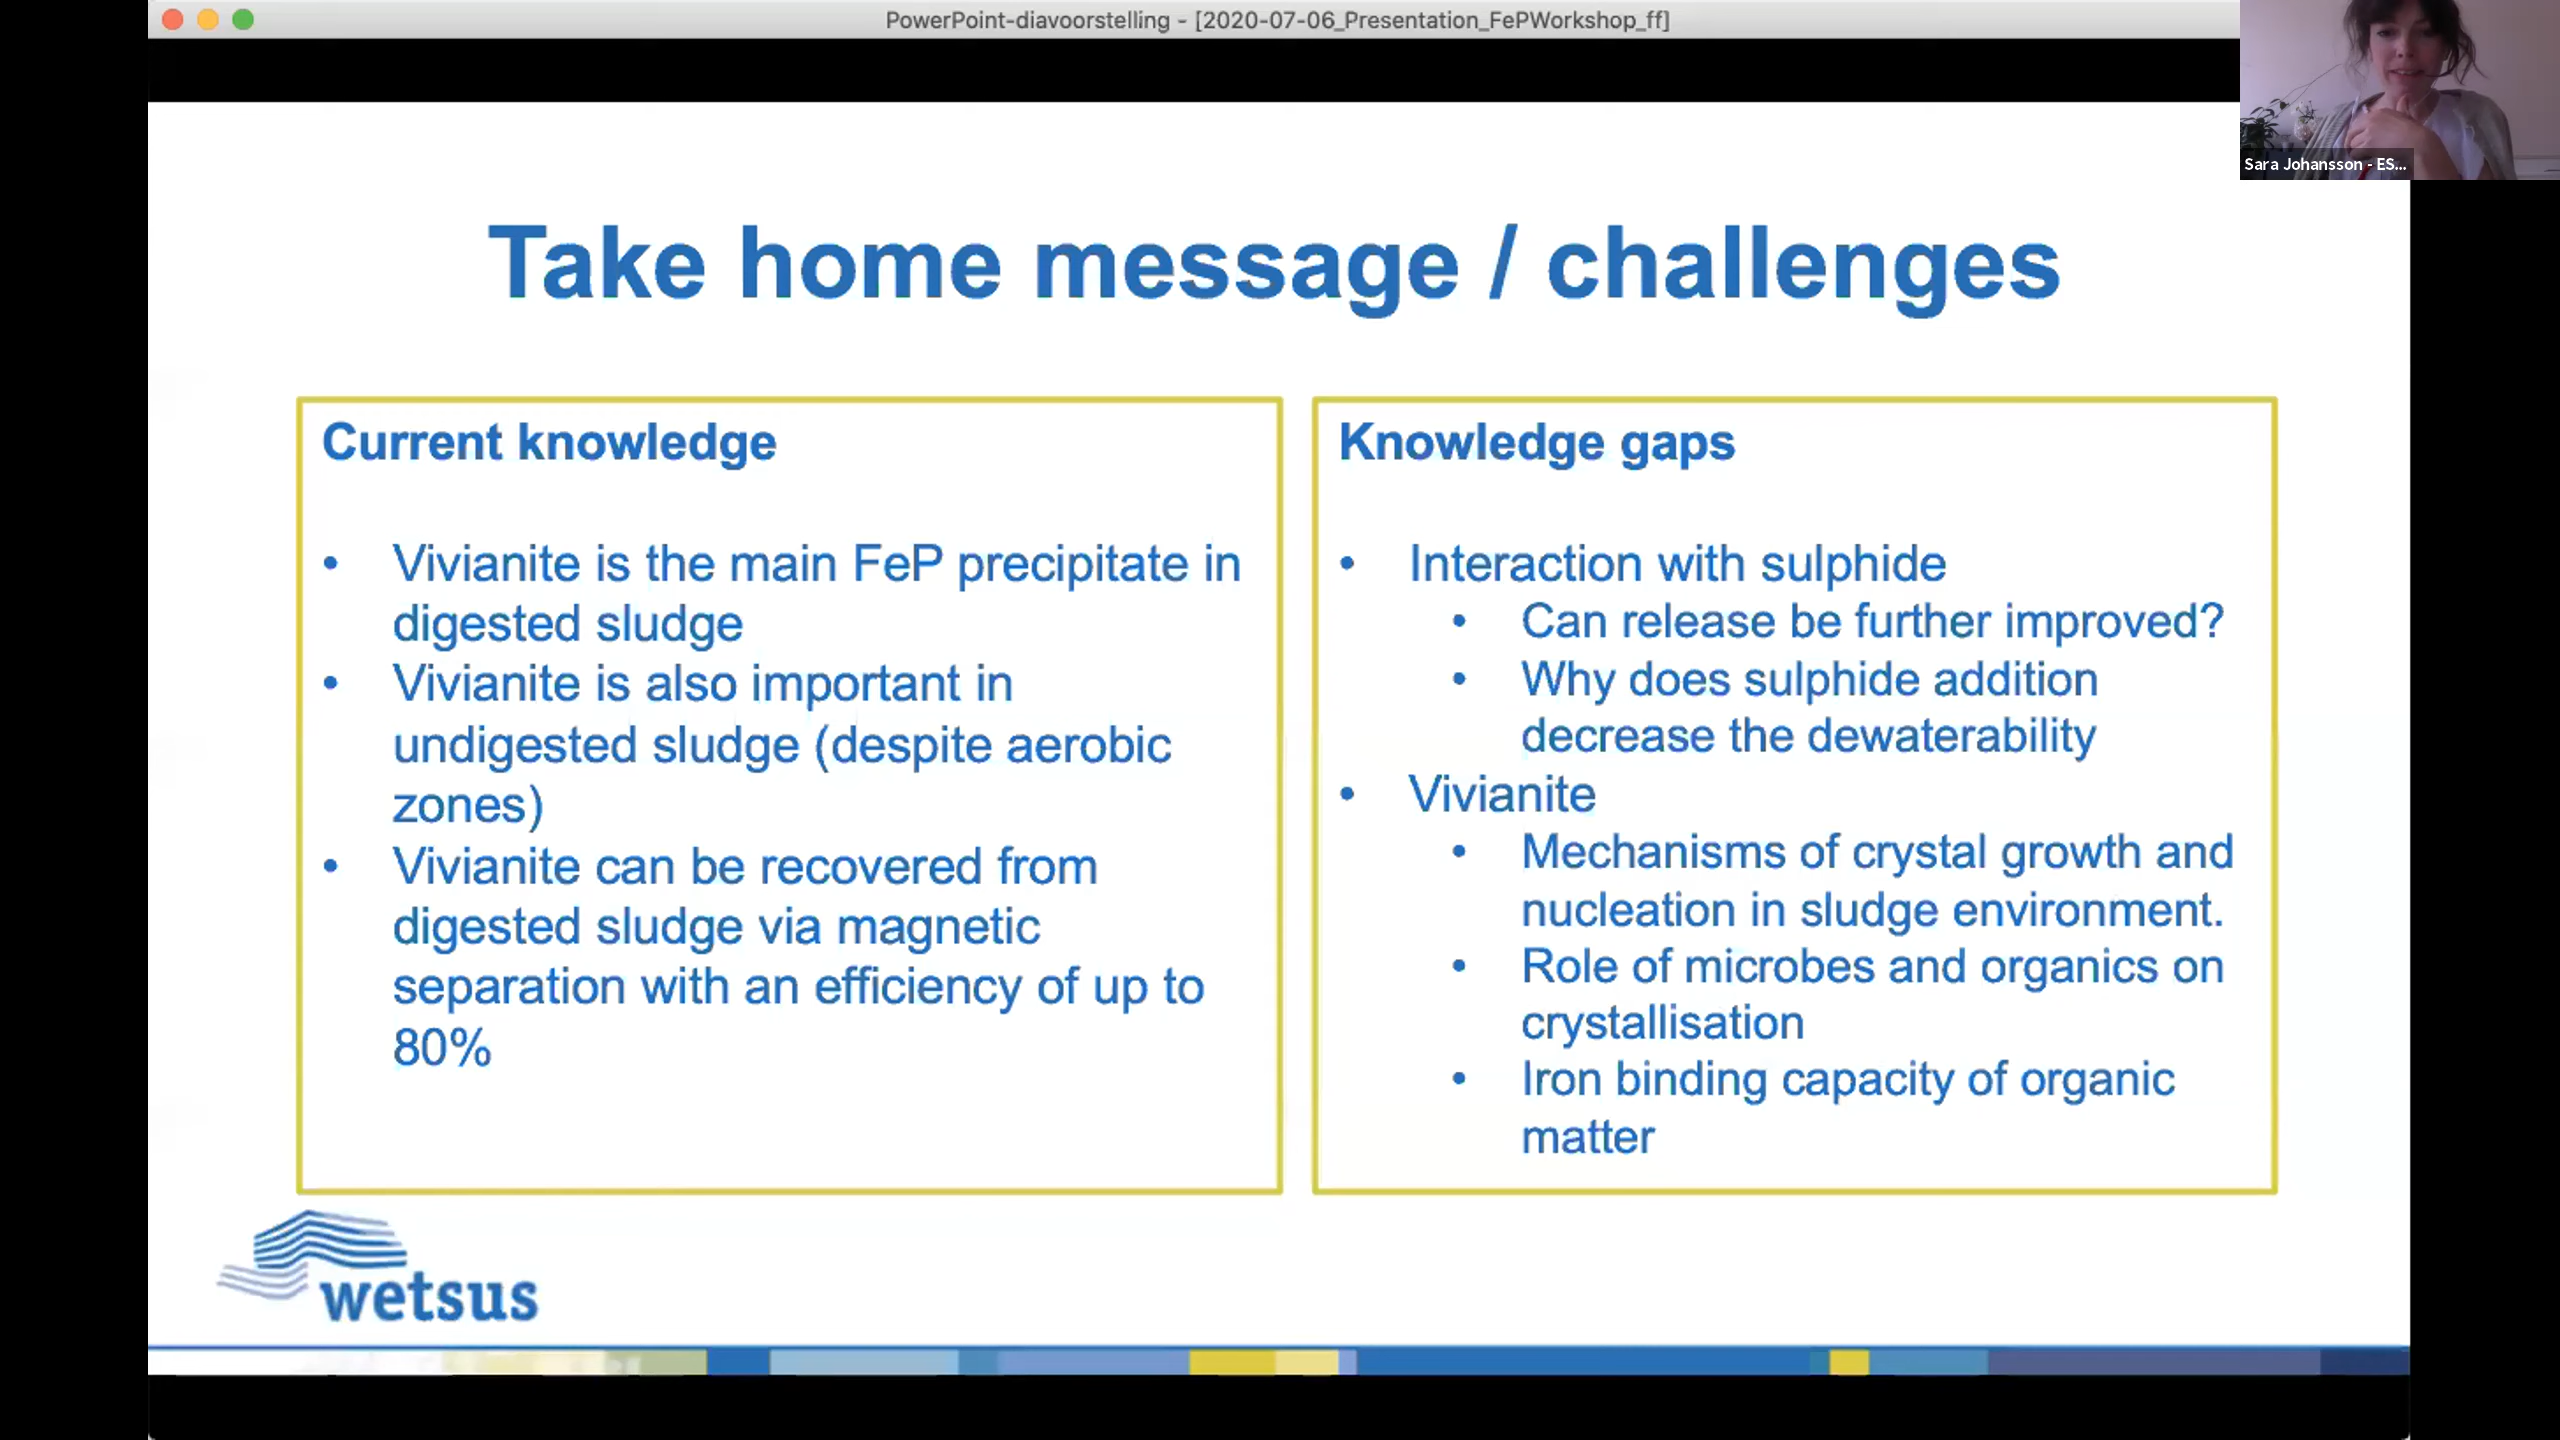 PowerPoint-diavoorstelling - [2020-07-06_Presentation_FePWorkshop_ff]
Sara Johansson - ES...
Take home message / challenges
Current knowledge
• Vivianite is the main FeP precipitate in
digested sludge
• Vivianite is also important in
undigested sludge (despite aerobic
zones)
• Vivianite can be recovered from
digested sludge via magnetic
separation with an efficiency of up to
80%
Knowledge gaps
• Interaction with sulphide
• Can release be further improved?
• Why does sulphide addition
decrease the dewaterability
• Vivianite
• Mechanisms of crystal growth and
nucleation in sludge environment.
• Role of microbes and organics on
crystallisation
• Iron binding capacity of organic
matter
wetsus